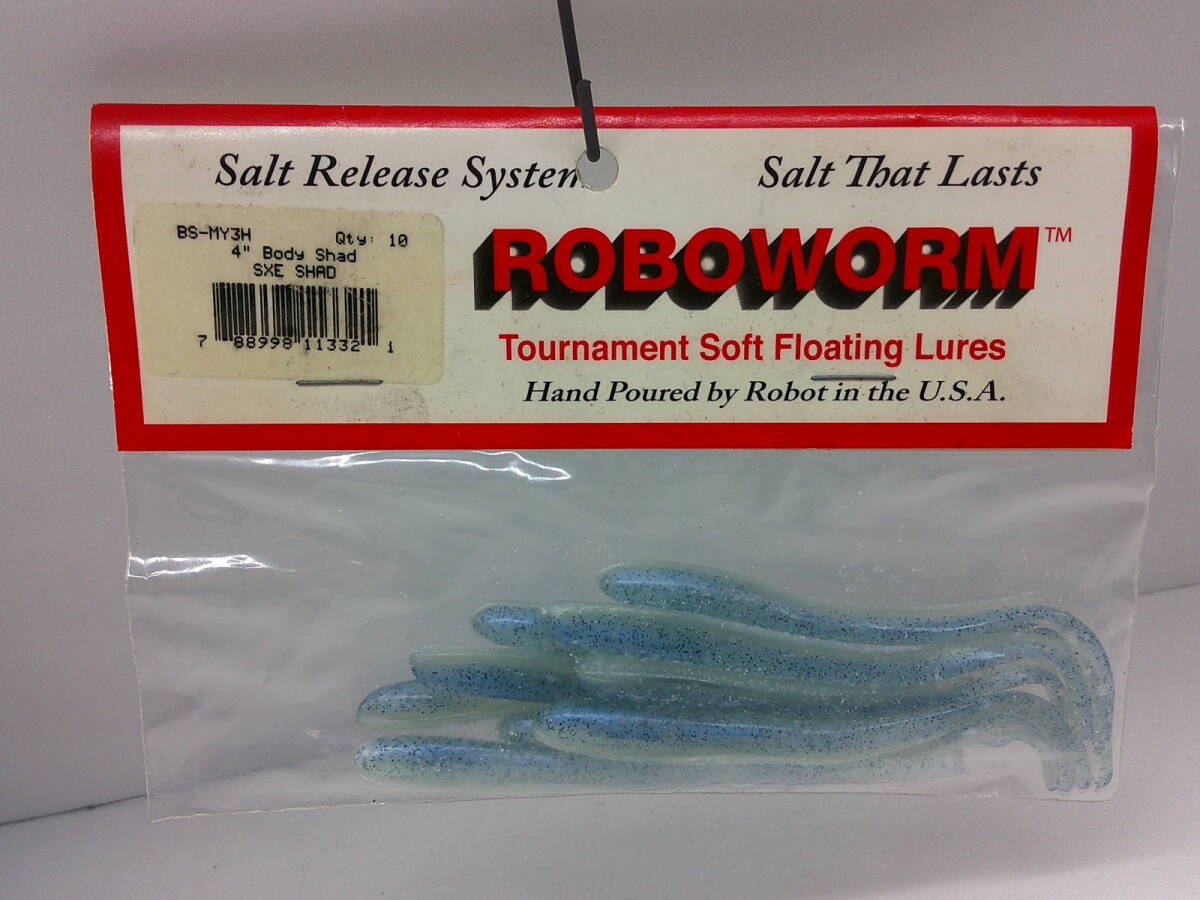 Salt Release System
Salt That Lasts
BS-MY3H Qty: 10
4" Body Shad
SXE SHAD
7 88998 11332 1
ROBOWORM™
Tournament Soft Floating Lures
Hand Poured by Robot in the U.S.A.